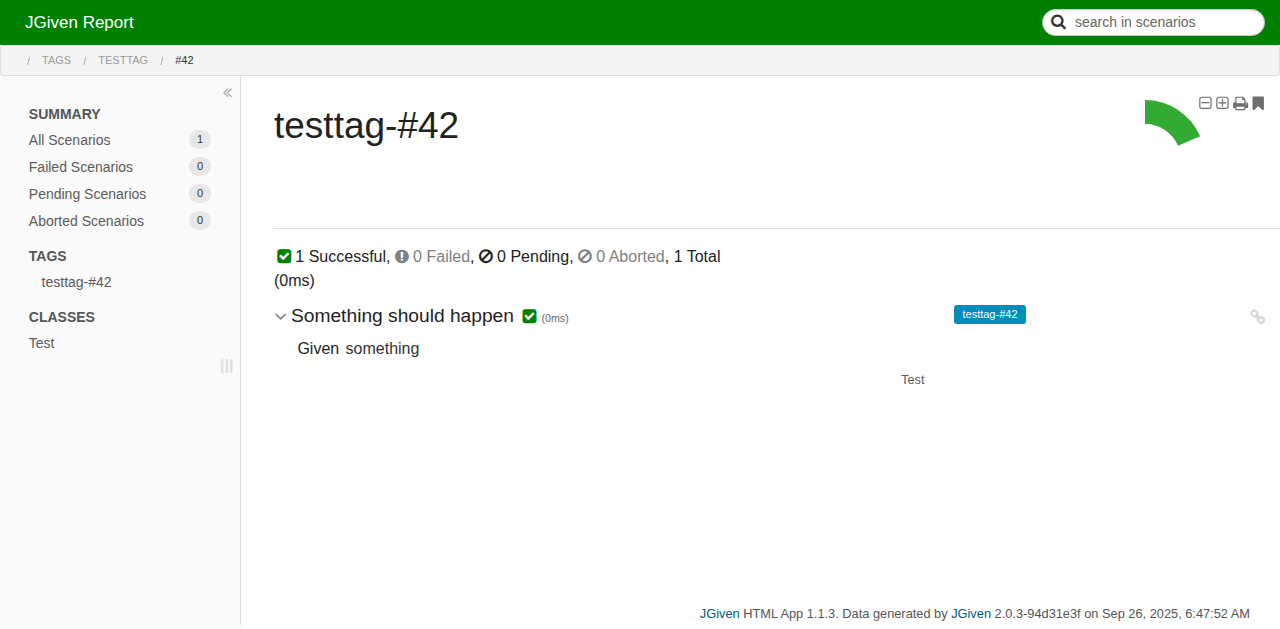 JGiven Report
search in scenarios
/ TAGS / TESTTAG / #42
SUMMARY
All Scenarios 1
Failed Scenarios 0
Pending Scenarios 0
Aborted Scenarios 0
TAGS
testtag-#42
CLASSES
Test
testtag-#42
1 Successful, 0 Failed, 0 Pending, 0 Aborted, 1 Total
(0ms)
Something should happen (0ms) testtag-#42
Given something
Test
JGiven HTML App 1.1.3. Data generated by JGiven 2.0.3-94d31e3f on Sep 26, 2025, 6:47:52 AM